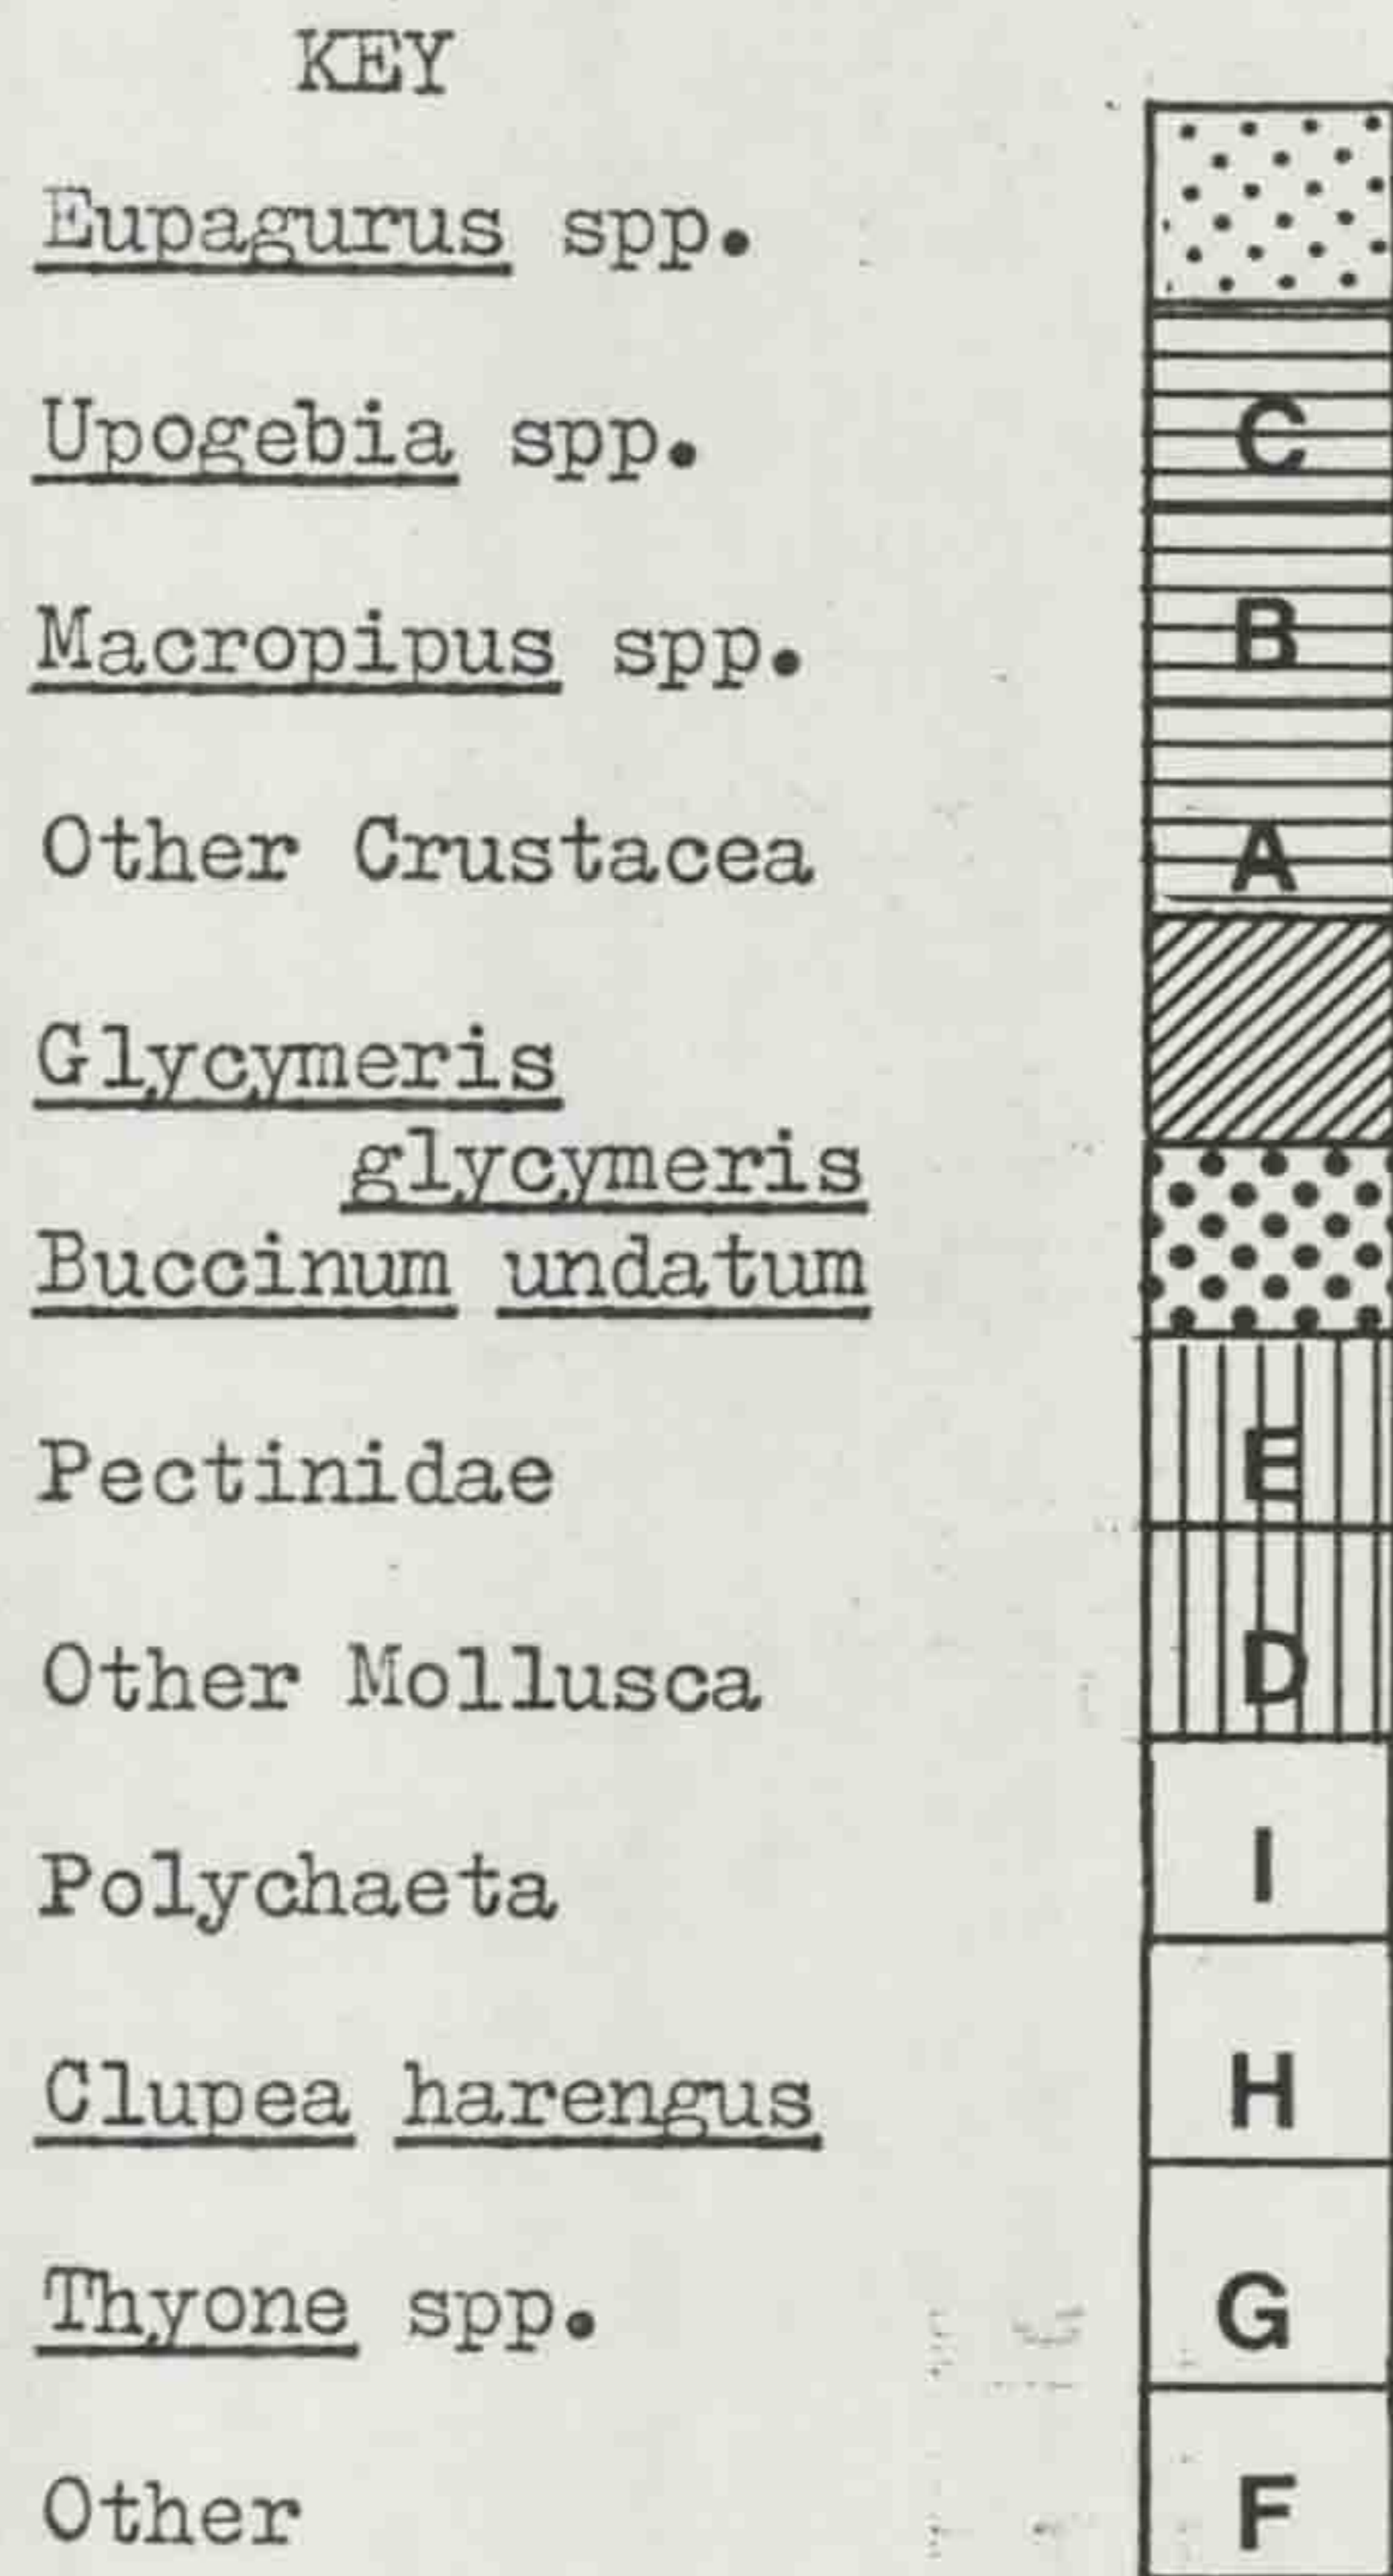 KEY
Eupagurus spp.
C
Upogebia spp.
B
Macropipus spp.
Other Crustacea A
Glycymeris
glycymeris
Buccinum undatum
Pectinidae E
Other Mollusca D
Polychaeta I
Clupea harengus H
Thyone spp. G
Other F